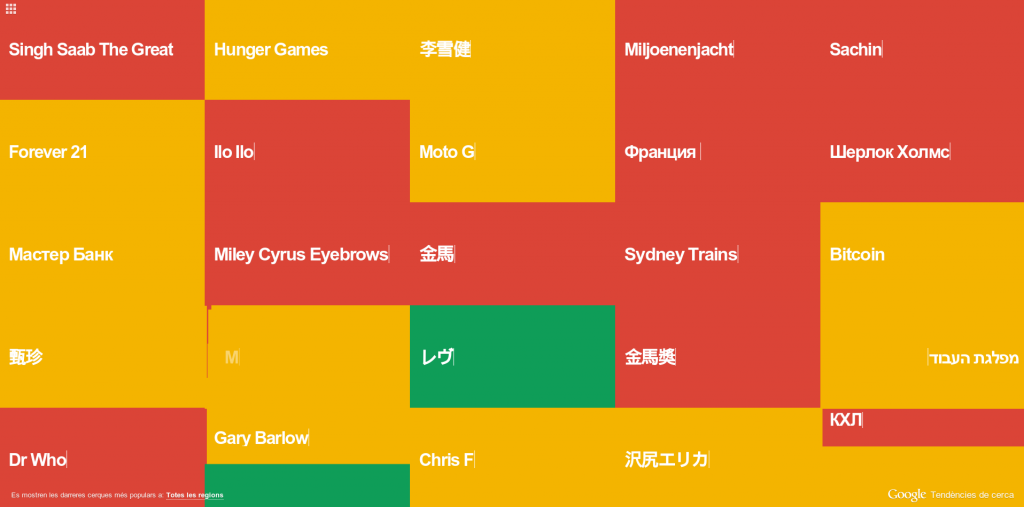 Singh Saab The Great
Hunger Games
李雪健
Miljoenenjacht
Sachin
Forever 21
Ilo Ilo
Moto G
Франция
Шерлок Холмс
Мастер Банк
Miley Cyrus Eyebrows
金馬
Sydney Trains
Bitcoin
甄珍
M
レヴ
金馬獎
מפלגת העבוד
Dr Who
Gary Barlow
Chris F
沢尻エリカ
КХЛ
Es mostren les darreres cerques més populars a: Totes les regions
Google Tendències de cerca